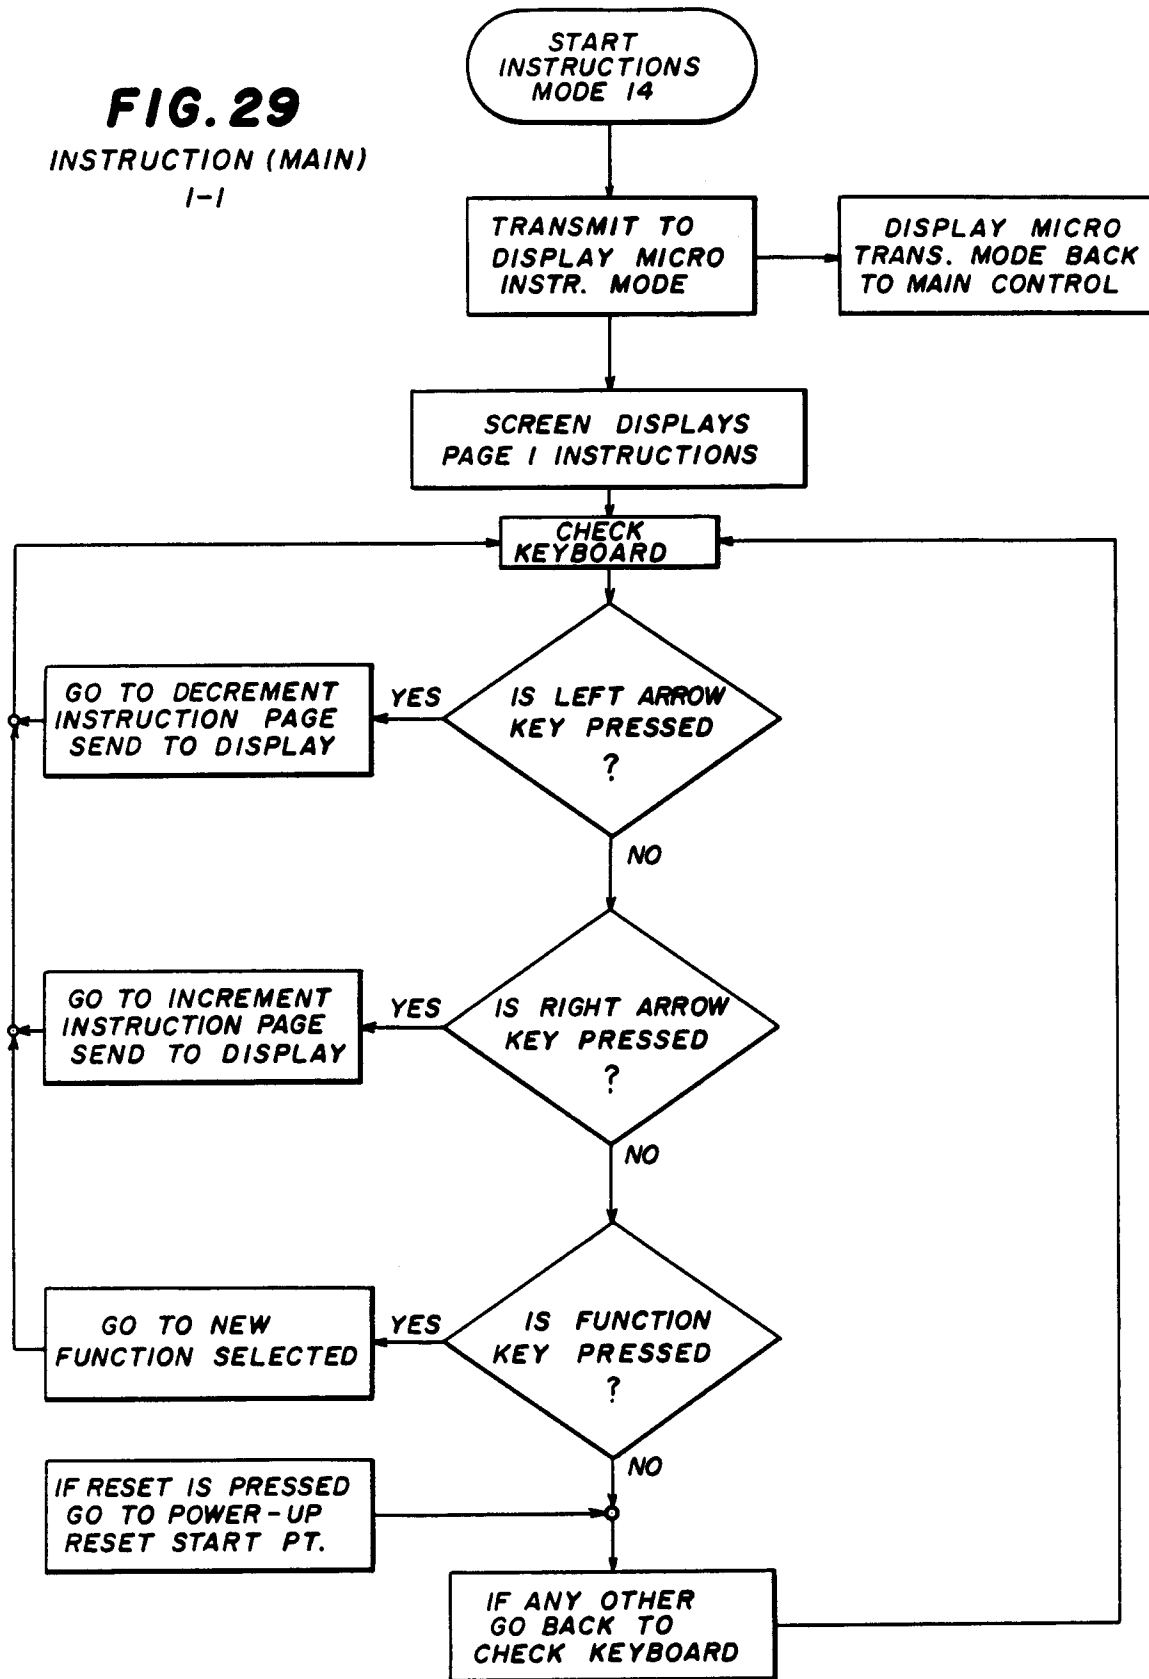 START
INSTRUCTIONS
MODE 14
FIG. 29
INSTRUCTION (MAIN)
1-1
TRANSMIT TO
DISPLAY MICRO
INSTR. MODE
DISPLAY MICRO
TRANS. MODE BACK
TO MAIN CONTROL
SCREEN DISPLAYS
PAGE 1 INSTRUCTIONS
CHECK
KEYBOARD
IS LEFT ARROW
KEY PRESSED
?
YES
GO TO DECREMENT
INSTRUCTION PAGE
SEND TO DISPLAY
NO
IS RIGHT ARROW
KEY PRESSED
?
YES
GO TO INCREMENT
INSTRUCTION PAGE
SEND TO DISPLAY
NO
IS FUNCTION
KEY PRESSED
?
YES
GO TO NEW
FUNCTION SELECTED
NO
IF RESET IS PRESSED
GO TO POWER-UP
RESET START PT.
IF ANY OTHER
GO BACK TO
CHECK KEYBOARD